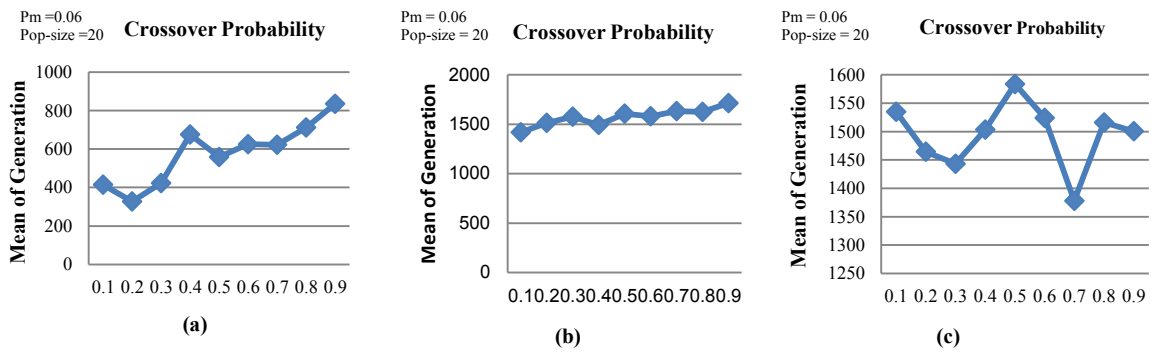 Pm =0.06
Pop-size =20
Crossover Probability
Mean of Generation
1000
800
600
400
200
0
0.1 0.2 0.3 0.4 0.5 0.6 0.7 0.8 0.9
(a)
Pm = 0.06
Pop-size = 20
Crossover Probability
Mean of Generation
2000
1500
1000
500
0
0.10.20.30.40.50.60.70.80.9
(b)
Pm = 0.06
Pop-size = 20
Crossover Probability
Mean of Generation
1600
1550
1500
1450
1400
1350
1300
1250
0.1 0.2 0.3 0.4 0.5 0.6 0.7 0.8 0.9
(c)